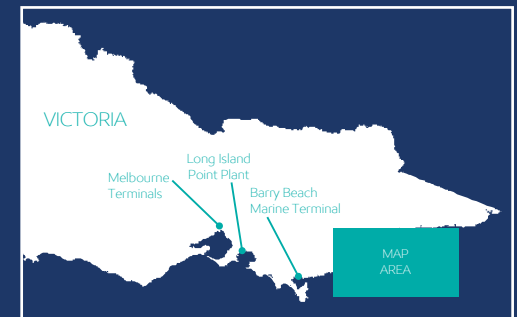 VICTORIA
Long Island
Point Plant
Melbourne
Terminals
Barry Beach
Marine Terminal
MAP
AREA